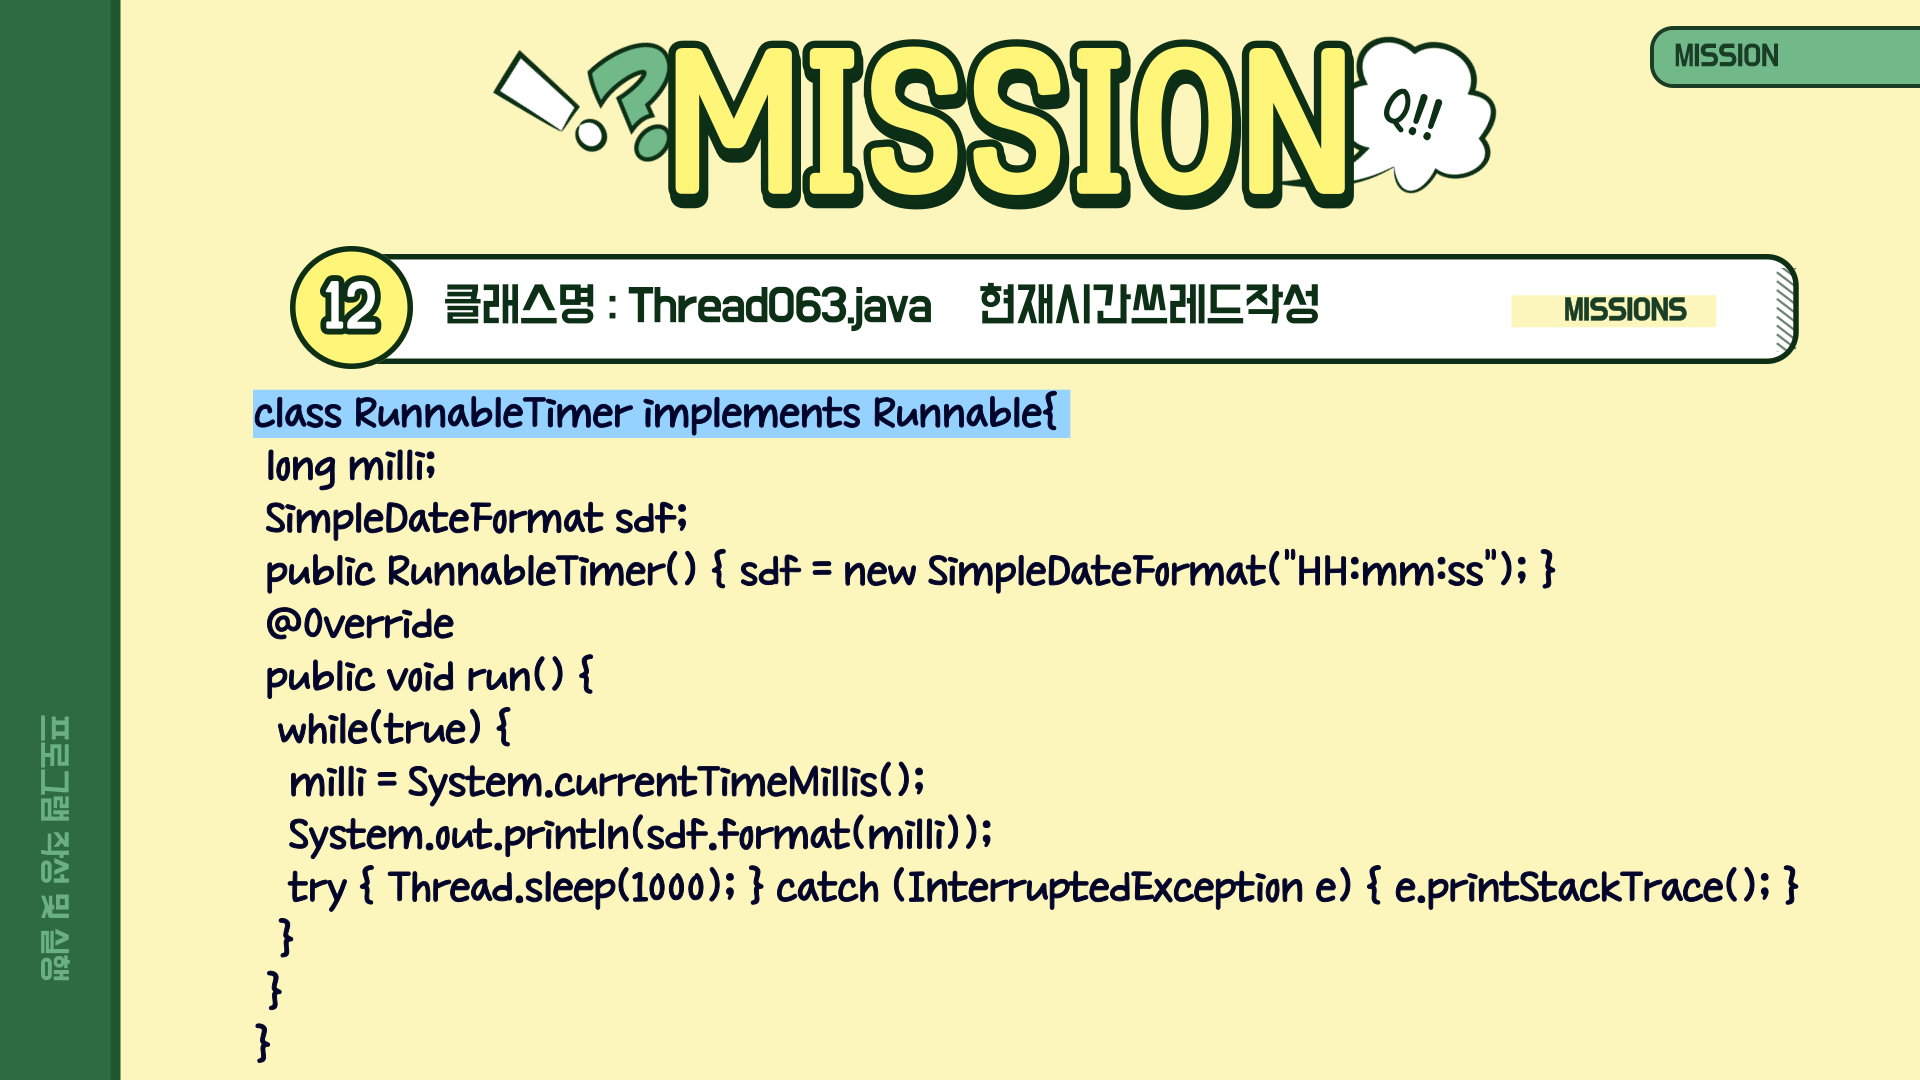 MISSION
!? MISSION Q!!
12 클래스명 : Thread063.java 현재시간쓰레드작성 MISSIONS
class RunnableTimer implements Runnable{
long milli;
SimpleDateFormat sdf;
public RunnableTimer() { sdf = new SimpleDateFormat("HH:mm:ss"); }
@Override
public void run() {
while(true) {
milli = System.currentTimeMillis();
System.out.println(sdf.format(milli));
try { Thread.sleep(1000); } catch (InterruptedException e) { e.printStackTrace(); }
}
}
}
프로그램 작성 및 실행